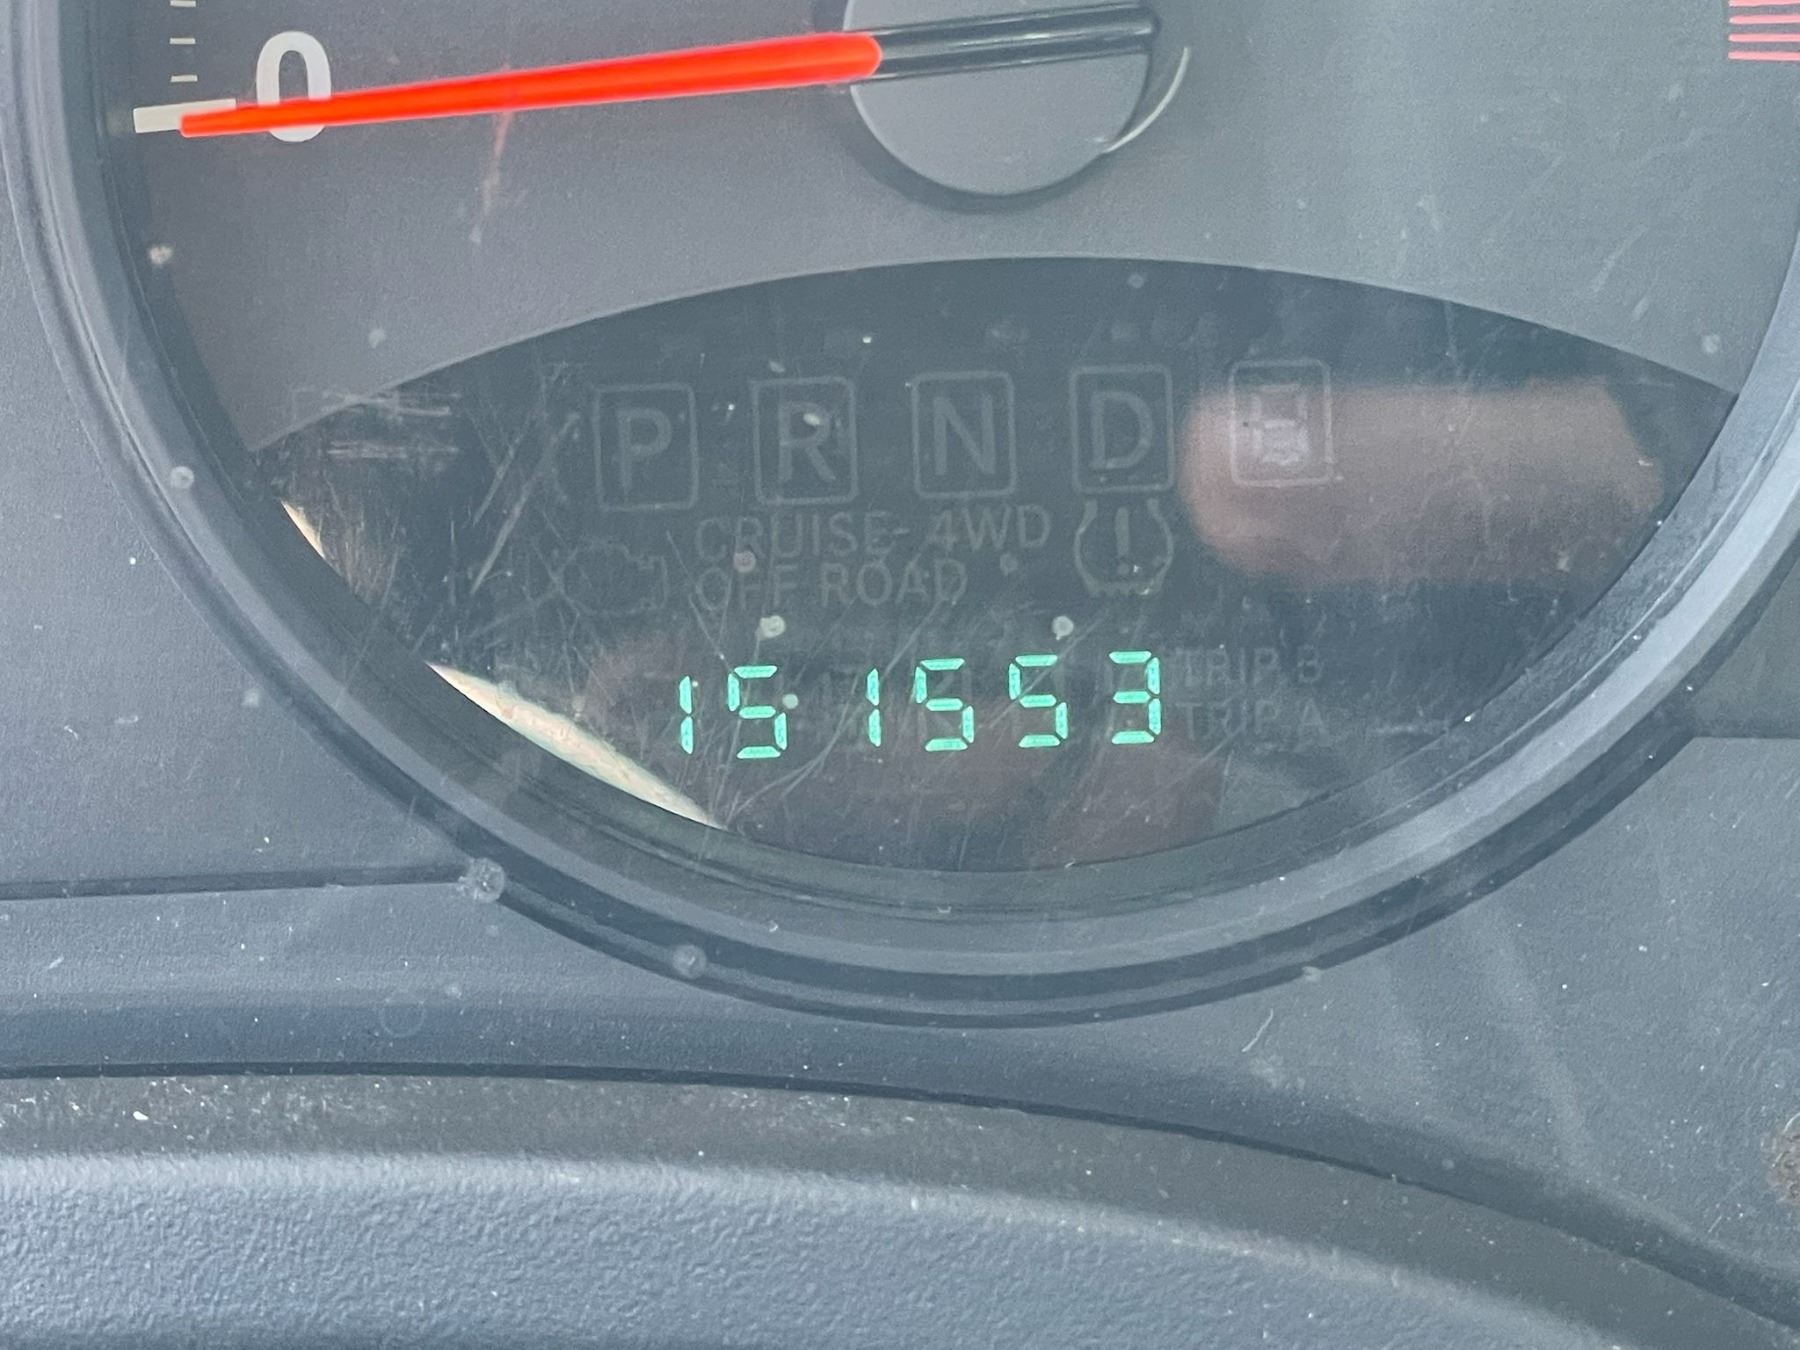 0
P R N D
CRUISE 4WD
OFF ROAD
TRIP B
151553
TRIP A